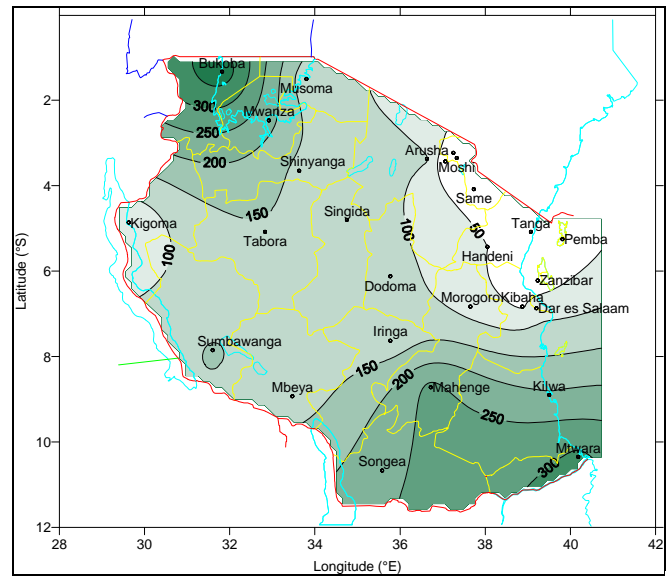 Bukoba
Musoma
300
2
250
Mwanza
200
Arusha
Shinyanga
Moshi
4
Same
150
Singida
50
Kigoma
Tanga
100
Pemba
Tabora
100
Handeni
6
Dodoma
Zanzibar
Morogoro
Kibaha
Dar es Salaam
Iringa
Sumbawanga
8
150
200
Mbeya
Mahenge
Kilwa
250
10
Mtwara
Songea
300
12
28
30
32
34
36
38
40
42
Longitude (°E)
Latitude (°S)